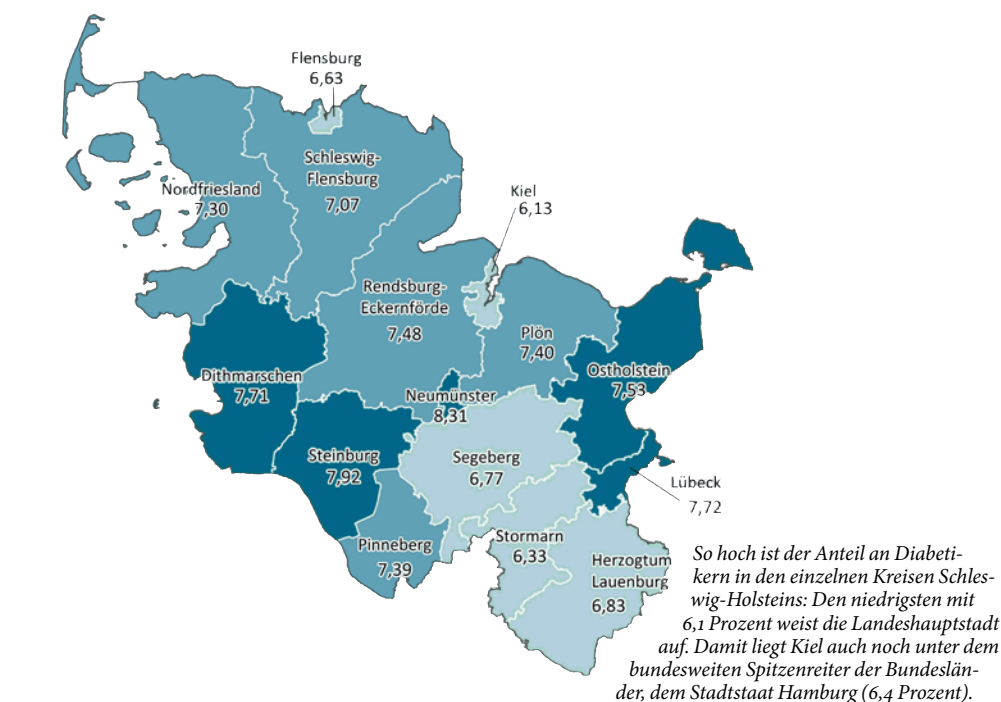 Flensburg
6,63
Schleswig-
Flensburg
7,07
Nordfriesland
7,30
Kiel
6,13
Rendsburg-
Eckernförde
7,48
Plön
7,40
Ostholstein
7,53
Dithmarschen
7,71
Neumünster
8,31
Steinburg
7,92
Segeberg
6,77
Lübeck
7,72
Pinneberg
7,39
Stormarn
6,33
Herzogtum
Lauenburg
6,83
So hoch ist der Anteil an Diabeti-
kern in den einzelnen Kreisen Schles-
wig-Holsteins: Den niedrigsten mit
6,1 Prozent weist die Landeshauptstadt
auf. Damit liegt Kiel auch noch unter dem
bundesweiten Spitzenreiter der Bundeslän-
der, dem Stadtstaat Hamburg (6,4 Prozent).